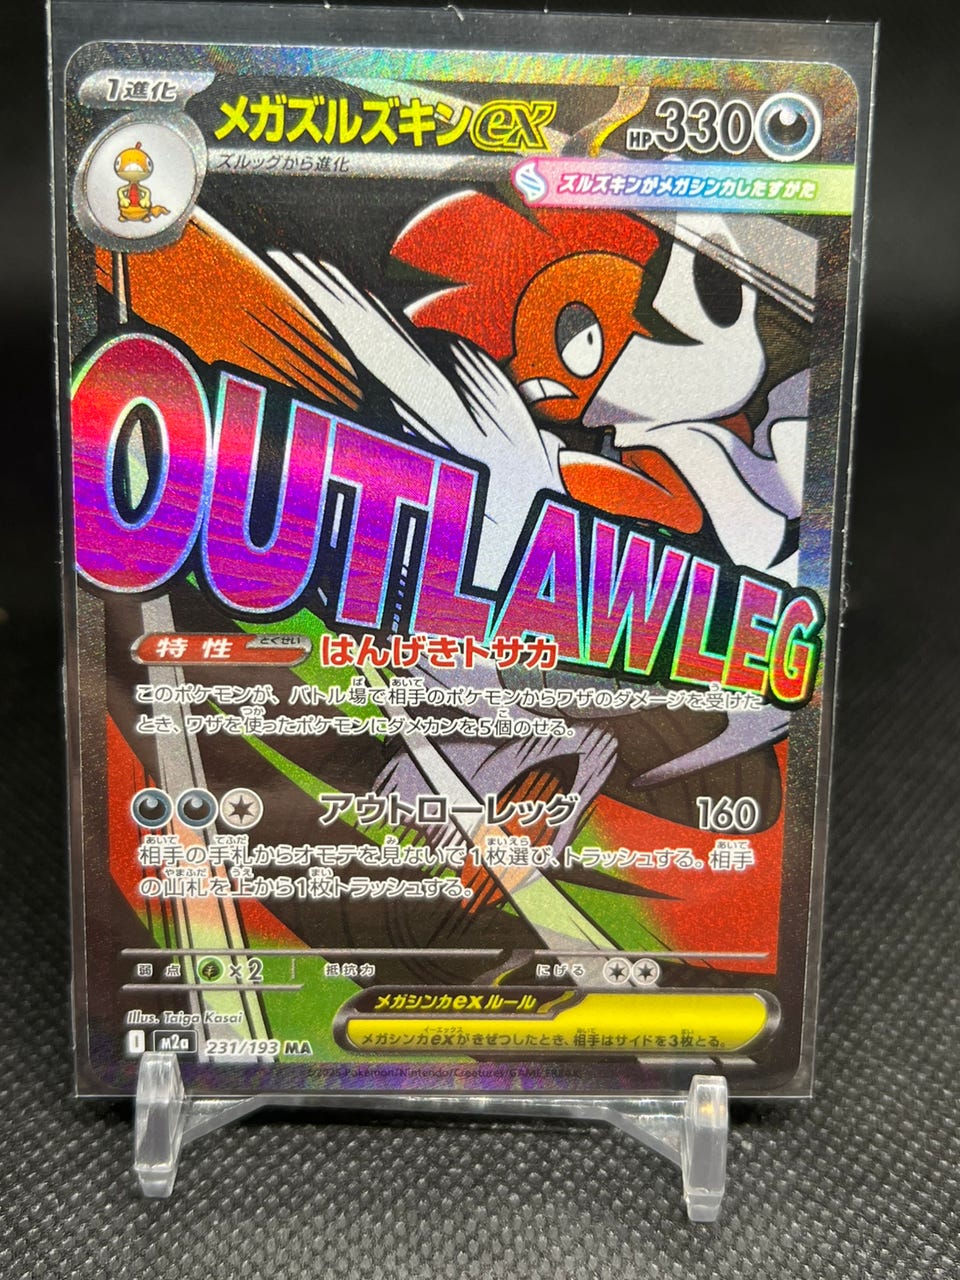 1進化
メガズルズキンex
HP330
ズルッグから進化
ズルズキンがメガシンカしたすがた
OUTLAWLEG
特性 とくせい はんげきトサカ
このポケモンが、バトル場で相手のポケモンからワザのダメージを受けた
とき、ワザを使ったポケモンにダメカンを5個のせる。
アウトローレッグ 160
相手の手札からオモテを見ないで1枚選び、トラッシュする。相手
の山札を上から1枚トラッシュする。
弱点 ×2 抵抗力 にげる
メガシンカexルール
メガシンカexがきぜつしたとき、相手はサイドを3枚とる。
Illus. Taiga Kasai
I M2a 231/193 MA
©2025 Pokémon/Nintendo/Creatures/GAME FREAK